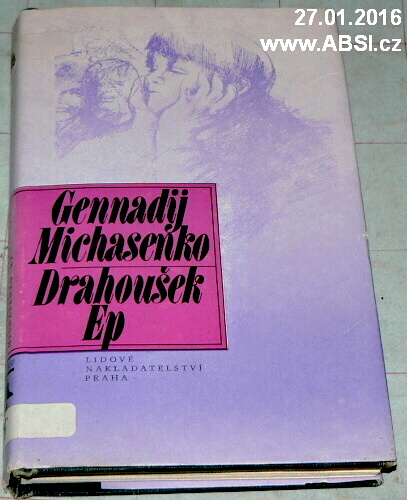 27.01.2016
www.ABSI.cz
Gennadij
Michasenko
Drahoušek
Ep
LIDOVÉ
NAKLADATELSTVÍ
PRAHA